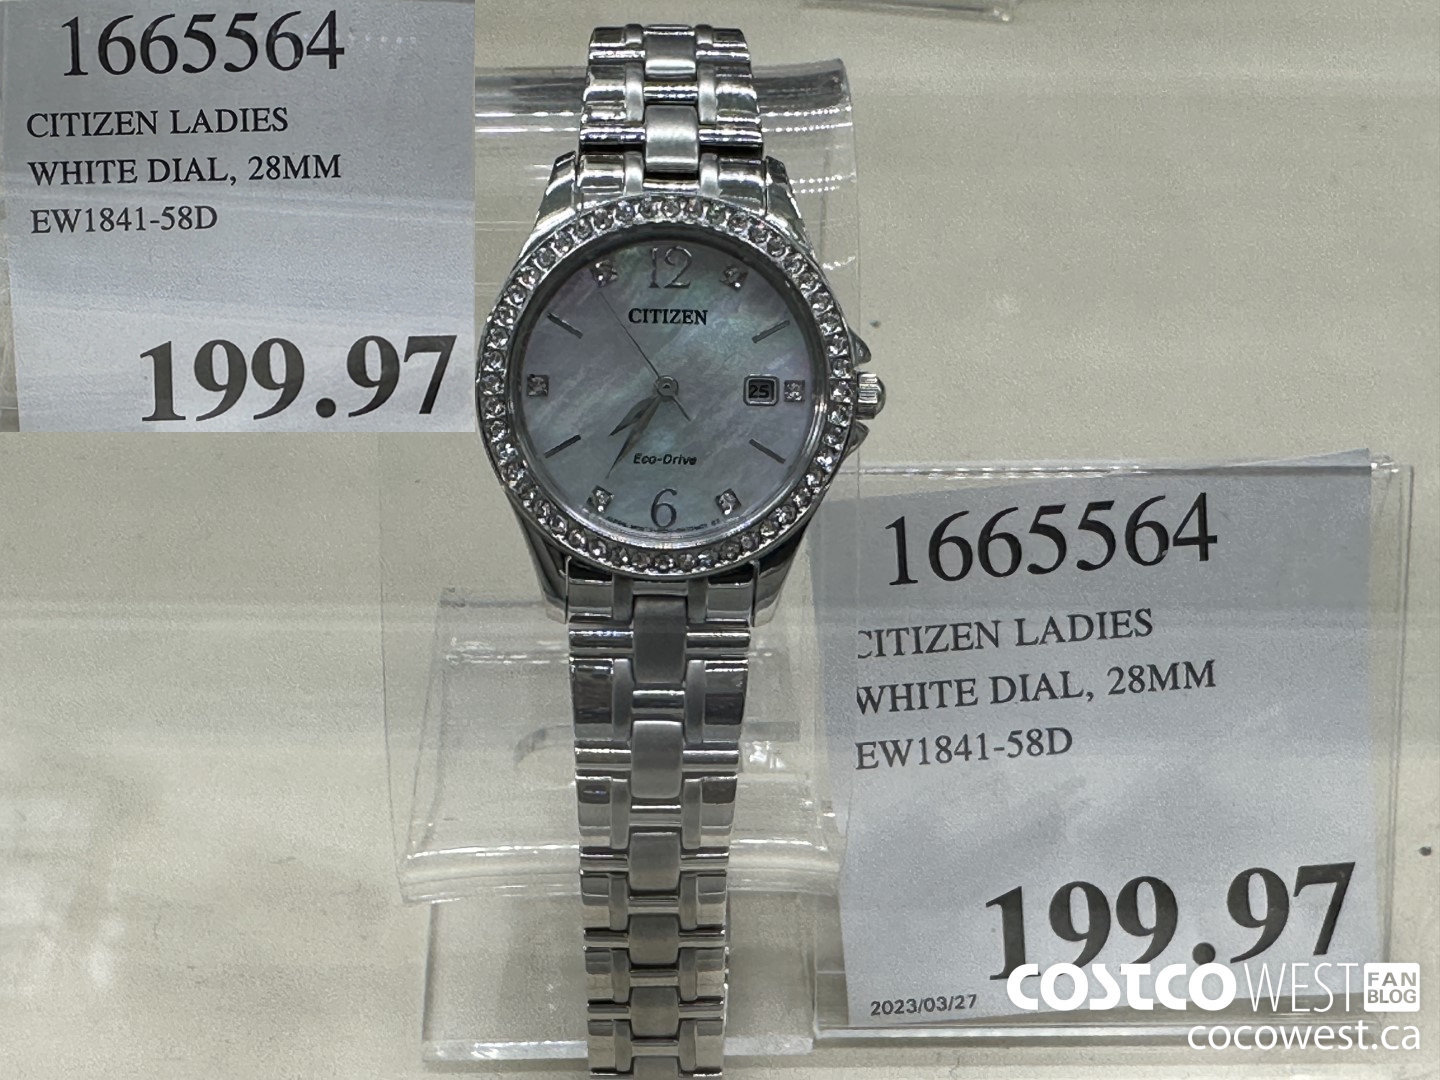 1665564
CITIZEN LADIES
WHITE DIAL, 28MM
EW1841-58D
199.97
12
CITIZEN
25
Eco-Drive
6
1665564
CITIZEN LADIES
WHITE DIAL, 28MM
EW1841-58D
199.97
2023/03/27
COSTCO WEST FAN BLOG
cocowest.ca